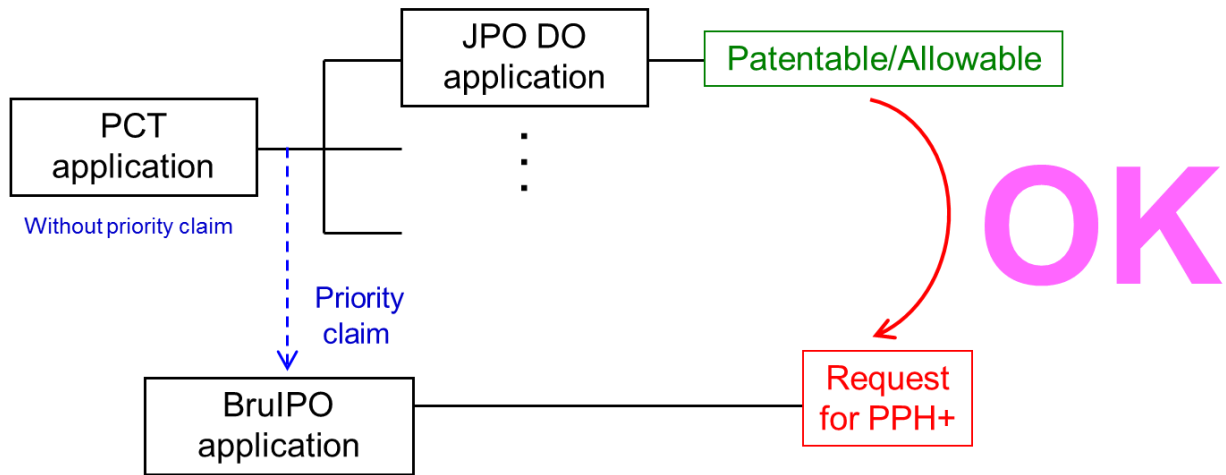 JPO DO
application
Patentable/Allowable
PCT
application
Without priority claim
OK
Priority
claim
BruIPO
application
Request
for PPH+